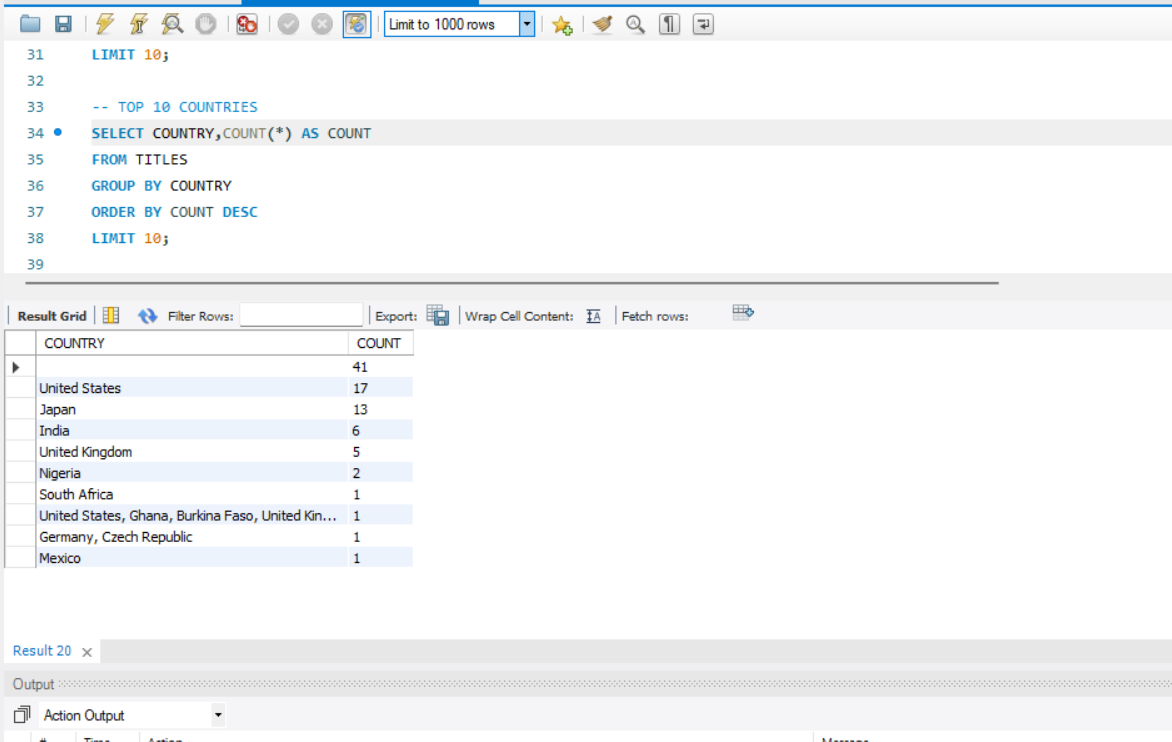 Limit to 1000 rows
31 LIMIT 10;
32
33 -- TOP 10 COUNTRIES
34 SELECT COUNTRY,COUNT(*) AS COUNT
35 FROM TITLES
36 GROUP BY COUNTRY
37 ORDER BY COUNT DESC
38 LIMIT 10;
39
Result Grid Filter Rows: Export: Wrap Cell Content: Fetch rows:
COUNTRY COUNT
41
United States 17
Japan 13
India 6
United Kingdom 5
Nigeria 2
South Africa 1
United States, Ghana, Burkina Faso, United Kin... 1
Germany, Czech Republic 1
Mexico 1
Result 20
Output
Action Output
# Time Action Message